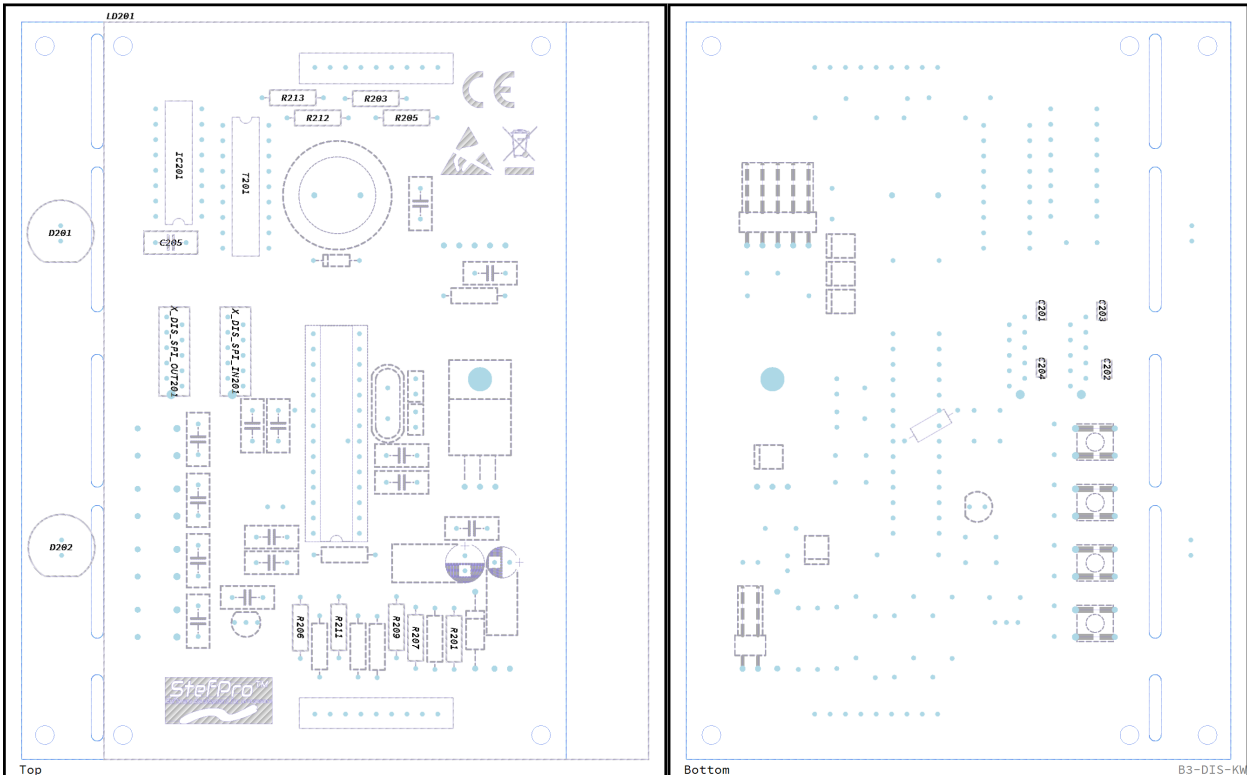 LD201
R213
R203
R212
R205
IC201
T201
D201
C205
X_DIS_SPI_OUT201
X_DIS_SPI_IN201
C201
C203
C204
C202
D202
R206
R211
R209
R207
R201
StefPro™
Top
Bottom
B3-DIS-KW